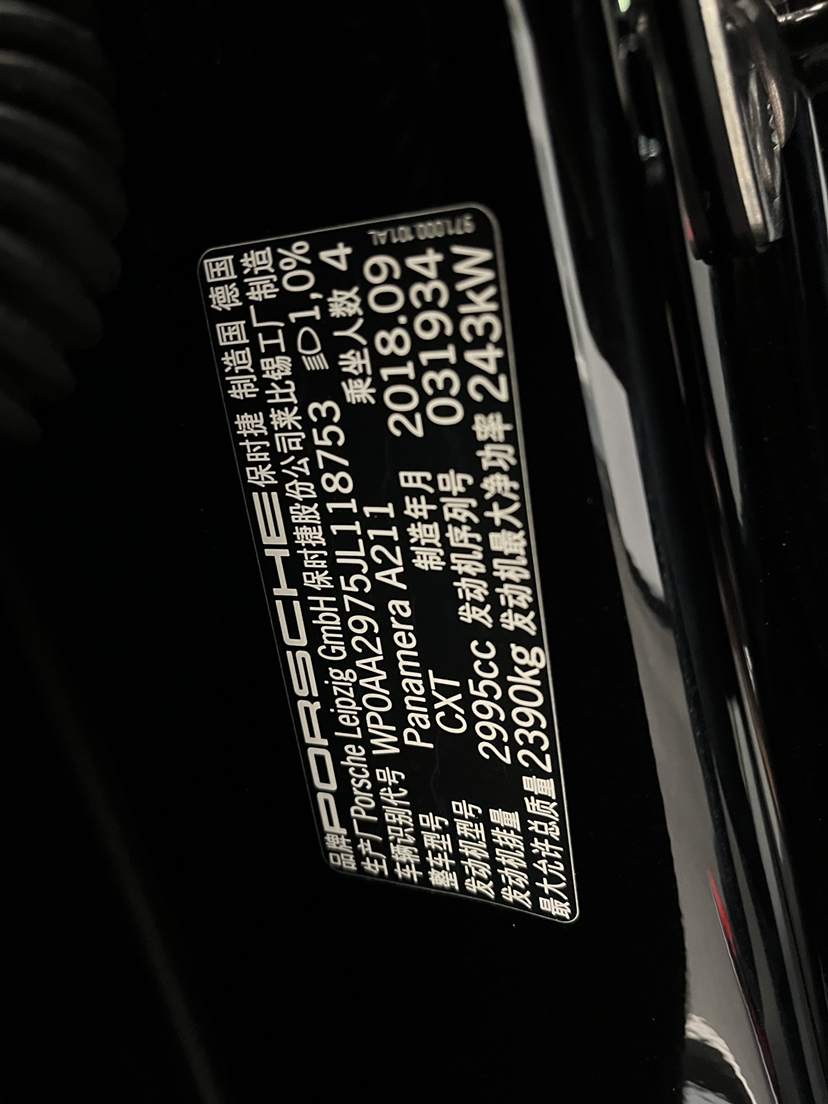 971.000.101.AL
品牌 PORSCHE 保时捷 制造国 德国
生产厂 Porsche Leipzig GmbH 保时捷股份公司莱比锡工厂制造
车辆识别代号 WP0AA2975JL118753 1,0%
整车型号 Panamera A211 乘坐人数 4
发动机型号 CXT 制造年月 2018.09
发动机排量 2995cc 发动机序列号 031934
最大允许总质量 2390kg 发动机最大净功率 243kW